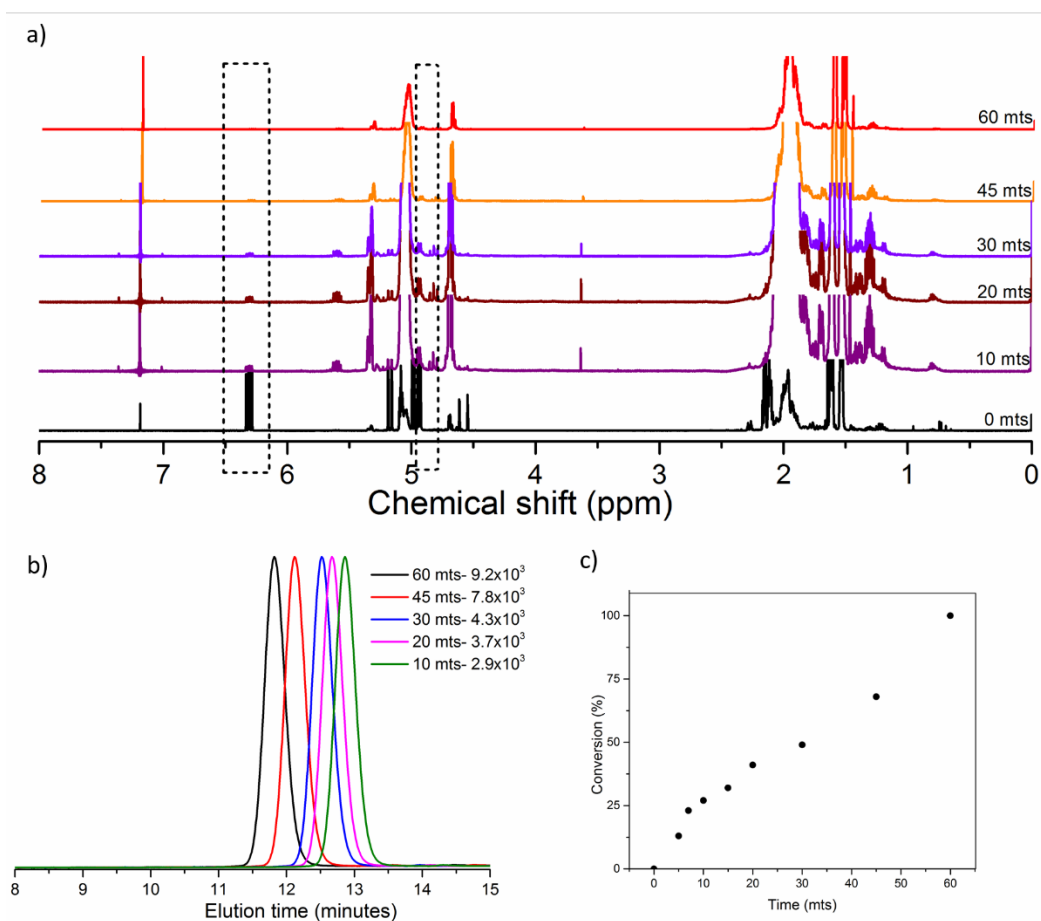 a)
60 mts
45 mts
30 mts
20 mts
10 mts
0 mts
8 7 6 5 4 3 2 1 0
Chemical shift (ppm)
b)
60 mts- 9.2x10³
45 mts- 7.8x10³
30 mts- 4.3x10³
20 mts- 3.7x10³
10 mts- 2.9x10³
8 9 10 11 12 13 14 15
Elution time (minutes)
c)
100
75
50
25
0
Conversion (%)
0 10 20 30 40 50 60
Time (mts)